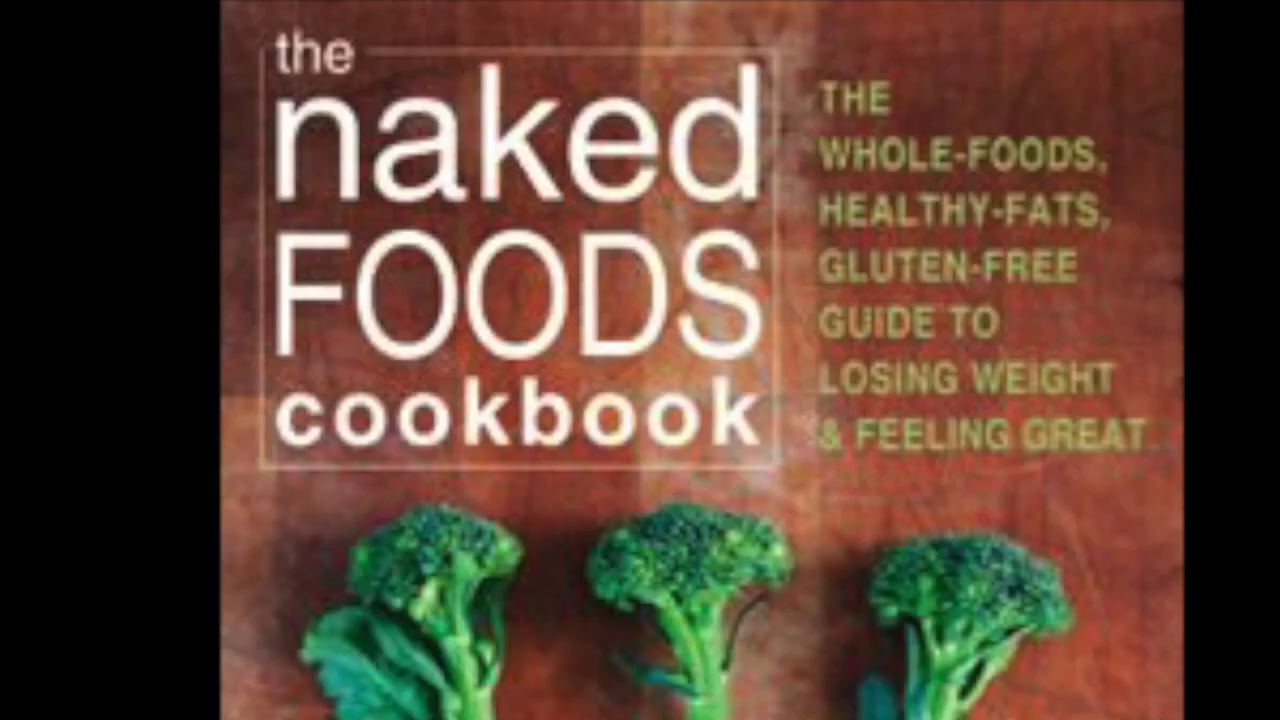 the
naked
FOODS
cookbook
THE
WHOLE-FOODS,
HEALTHY-FATS,
GLUTEN-FREE
GUIDE TO
LOSING WEIGHT
& FEELING GREAT